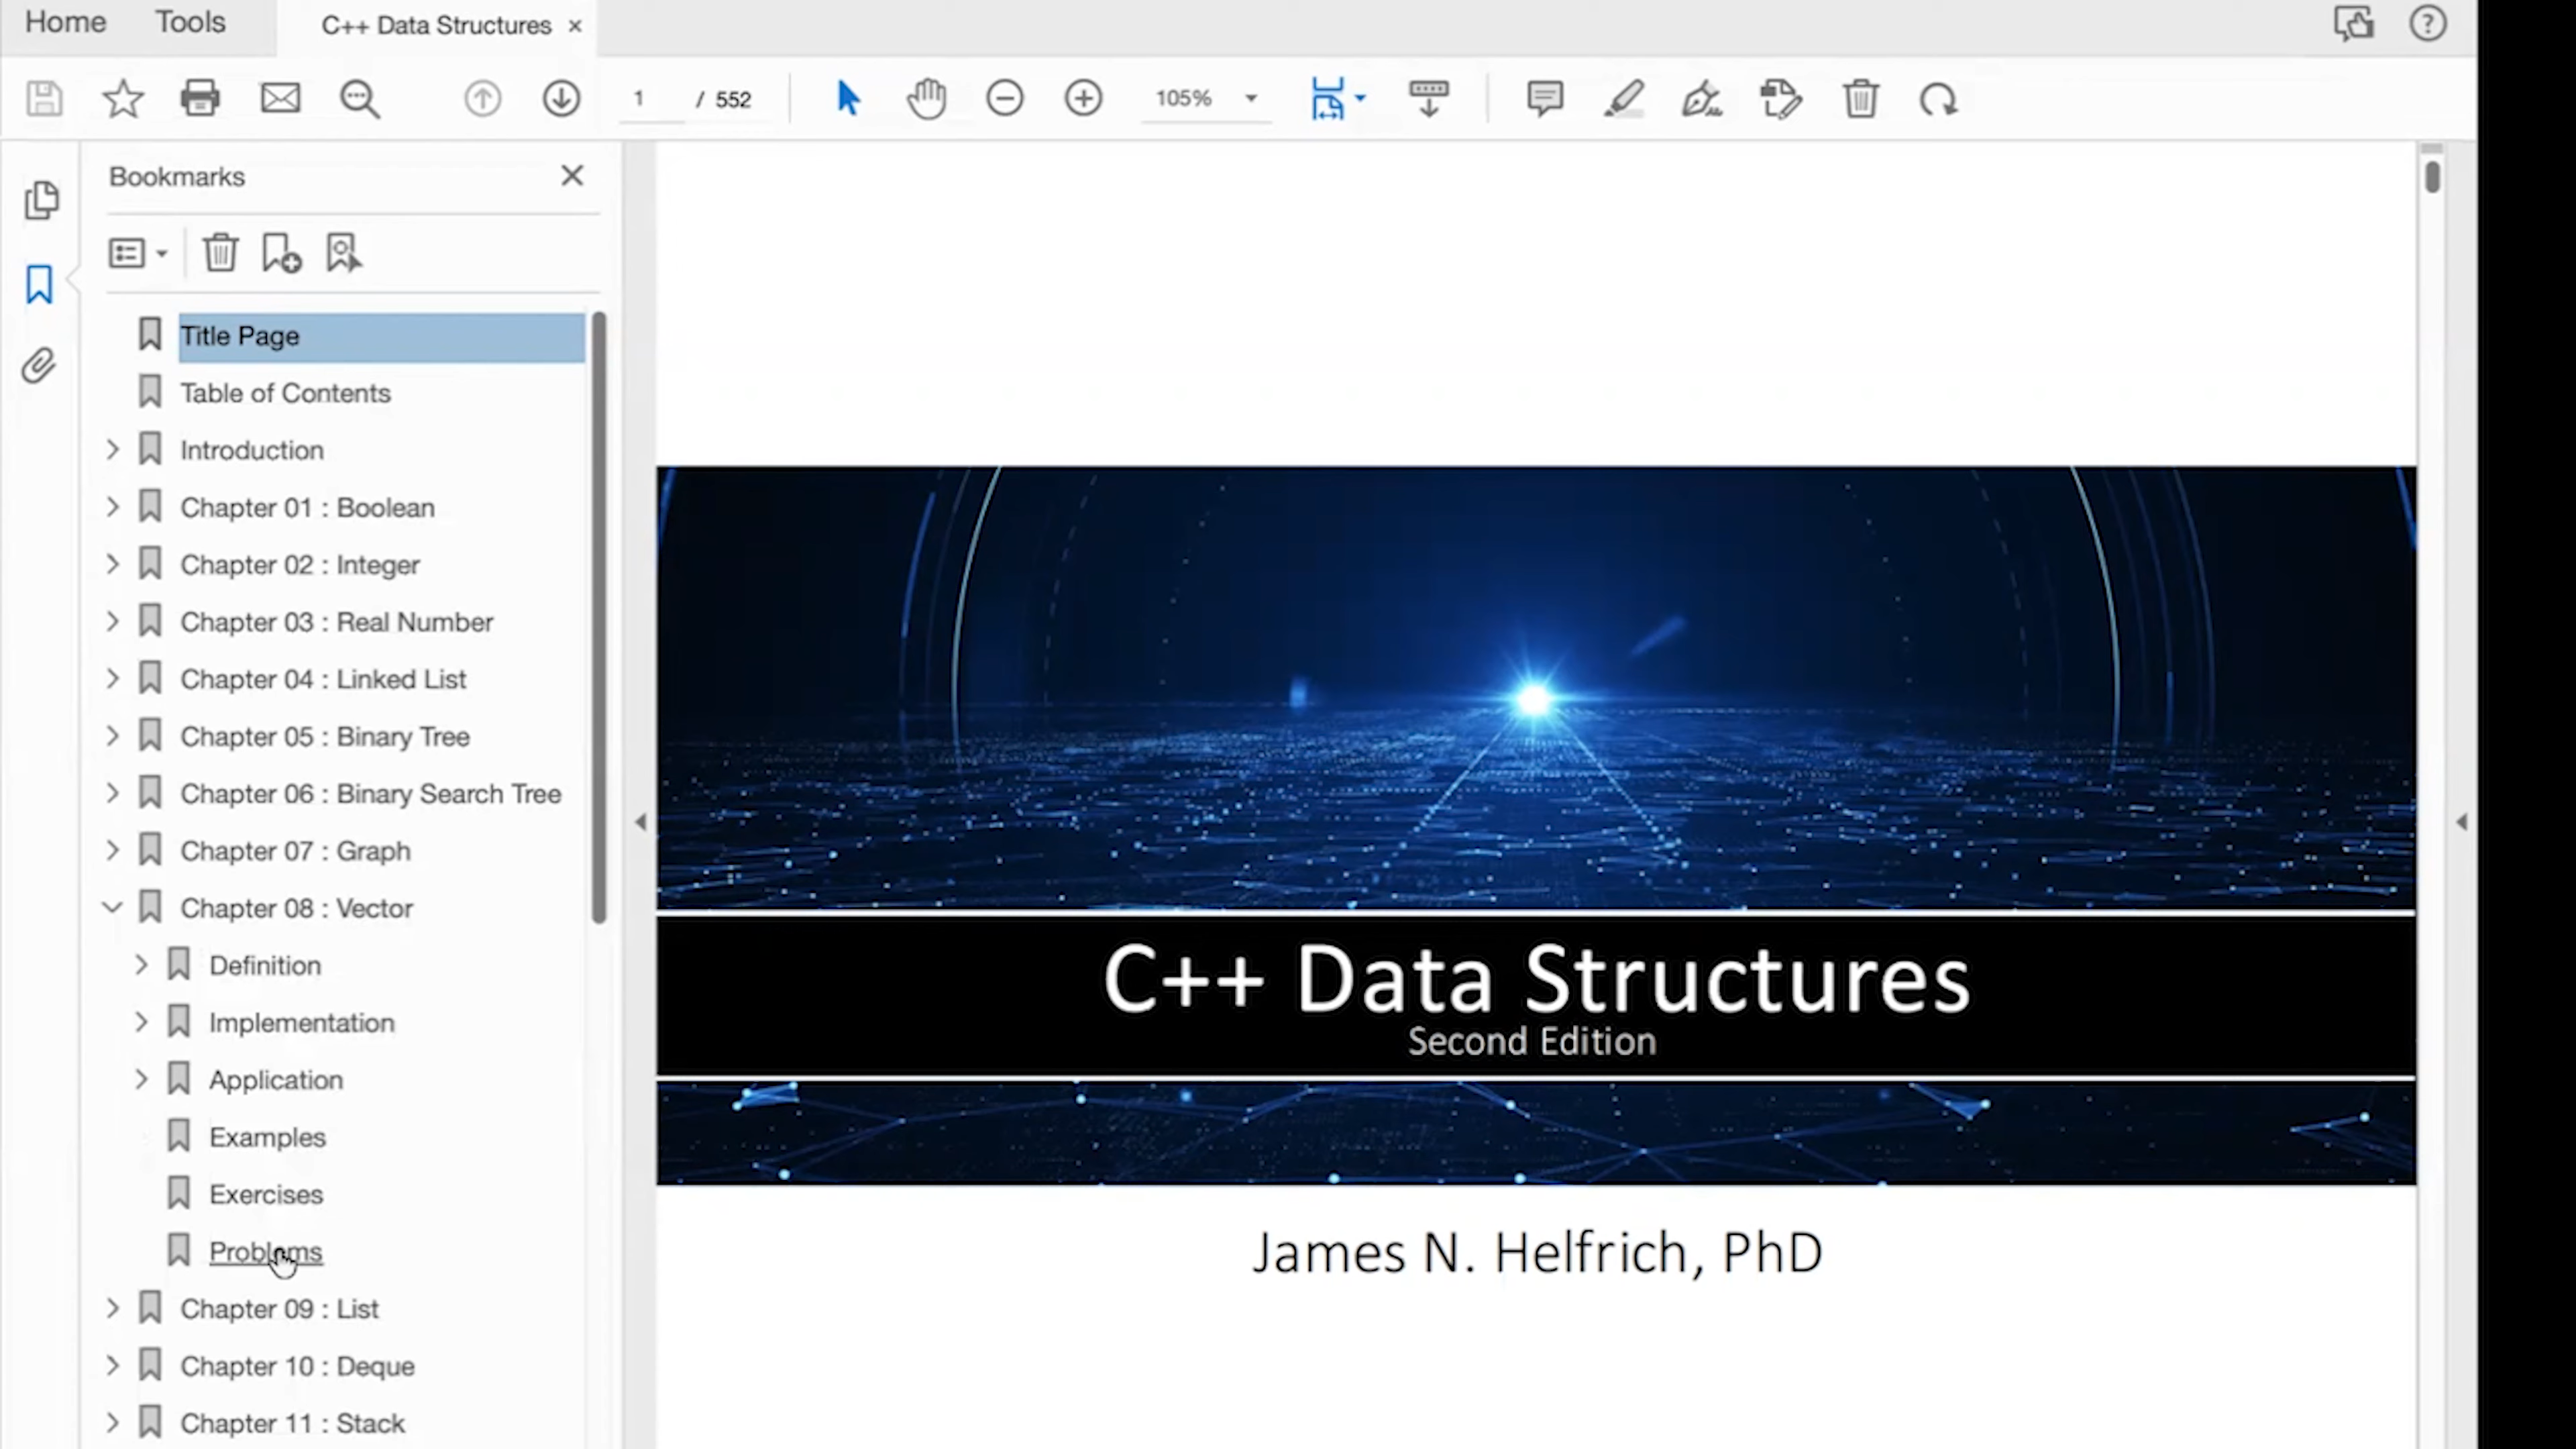 Home Tools C++ Data Structures ×
1 / 552 105%
Bookmarks
Title Page
Table of Contents
Introduction
Chapter 01 : Boolean
Chapter 02 : Integer
Chapter 03 : Real Number
Chapter 04 : Linked List
Chapter 05 : Binary Tree
Chapter 06 : Binary Search Tree
Chapter 07 : Graph
Chapter 08 : Vector
Definition
Implementation
Application
Examples
Exercises
Problems
Chapter 09 : List
Chapter 10 : Deque
Chapter 11 : Stack
C++ Data Structures
Second Edition
James N. Helfrich, PhD